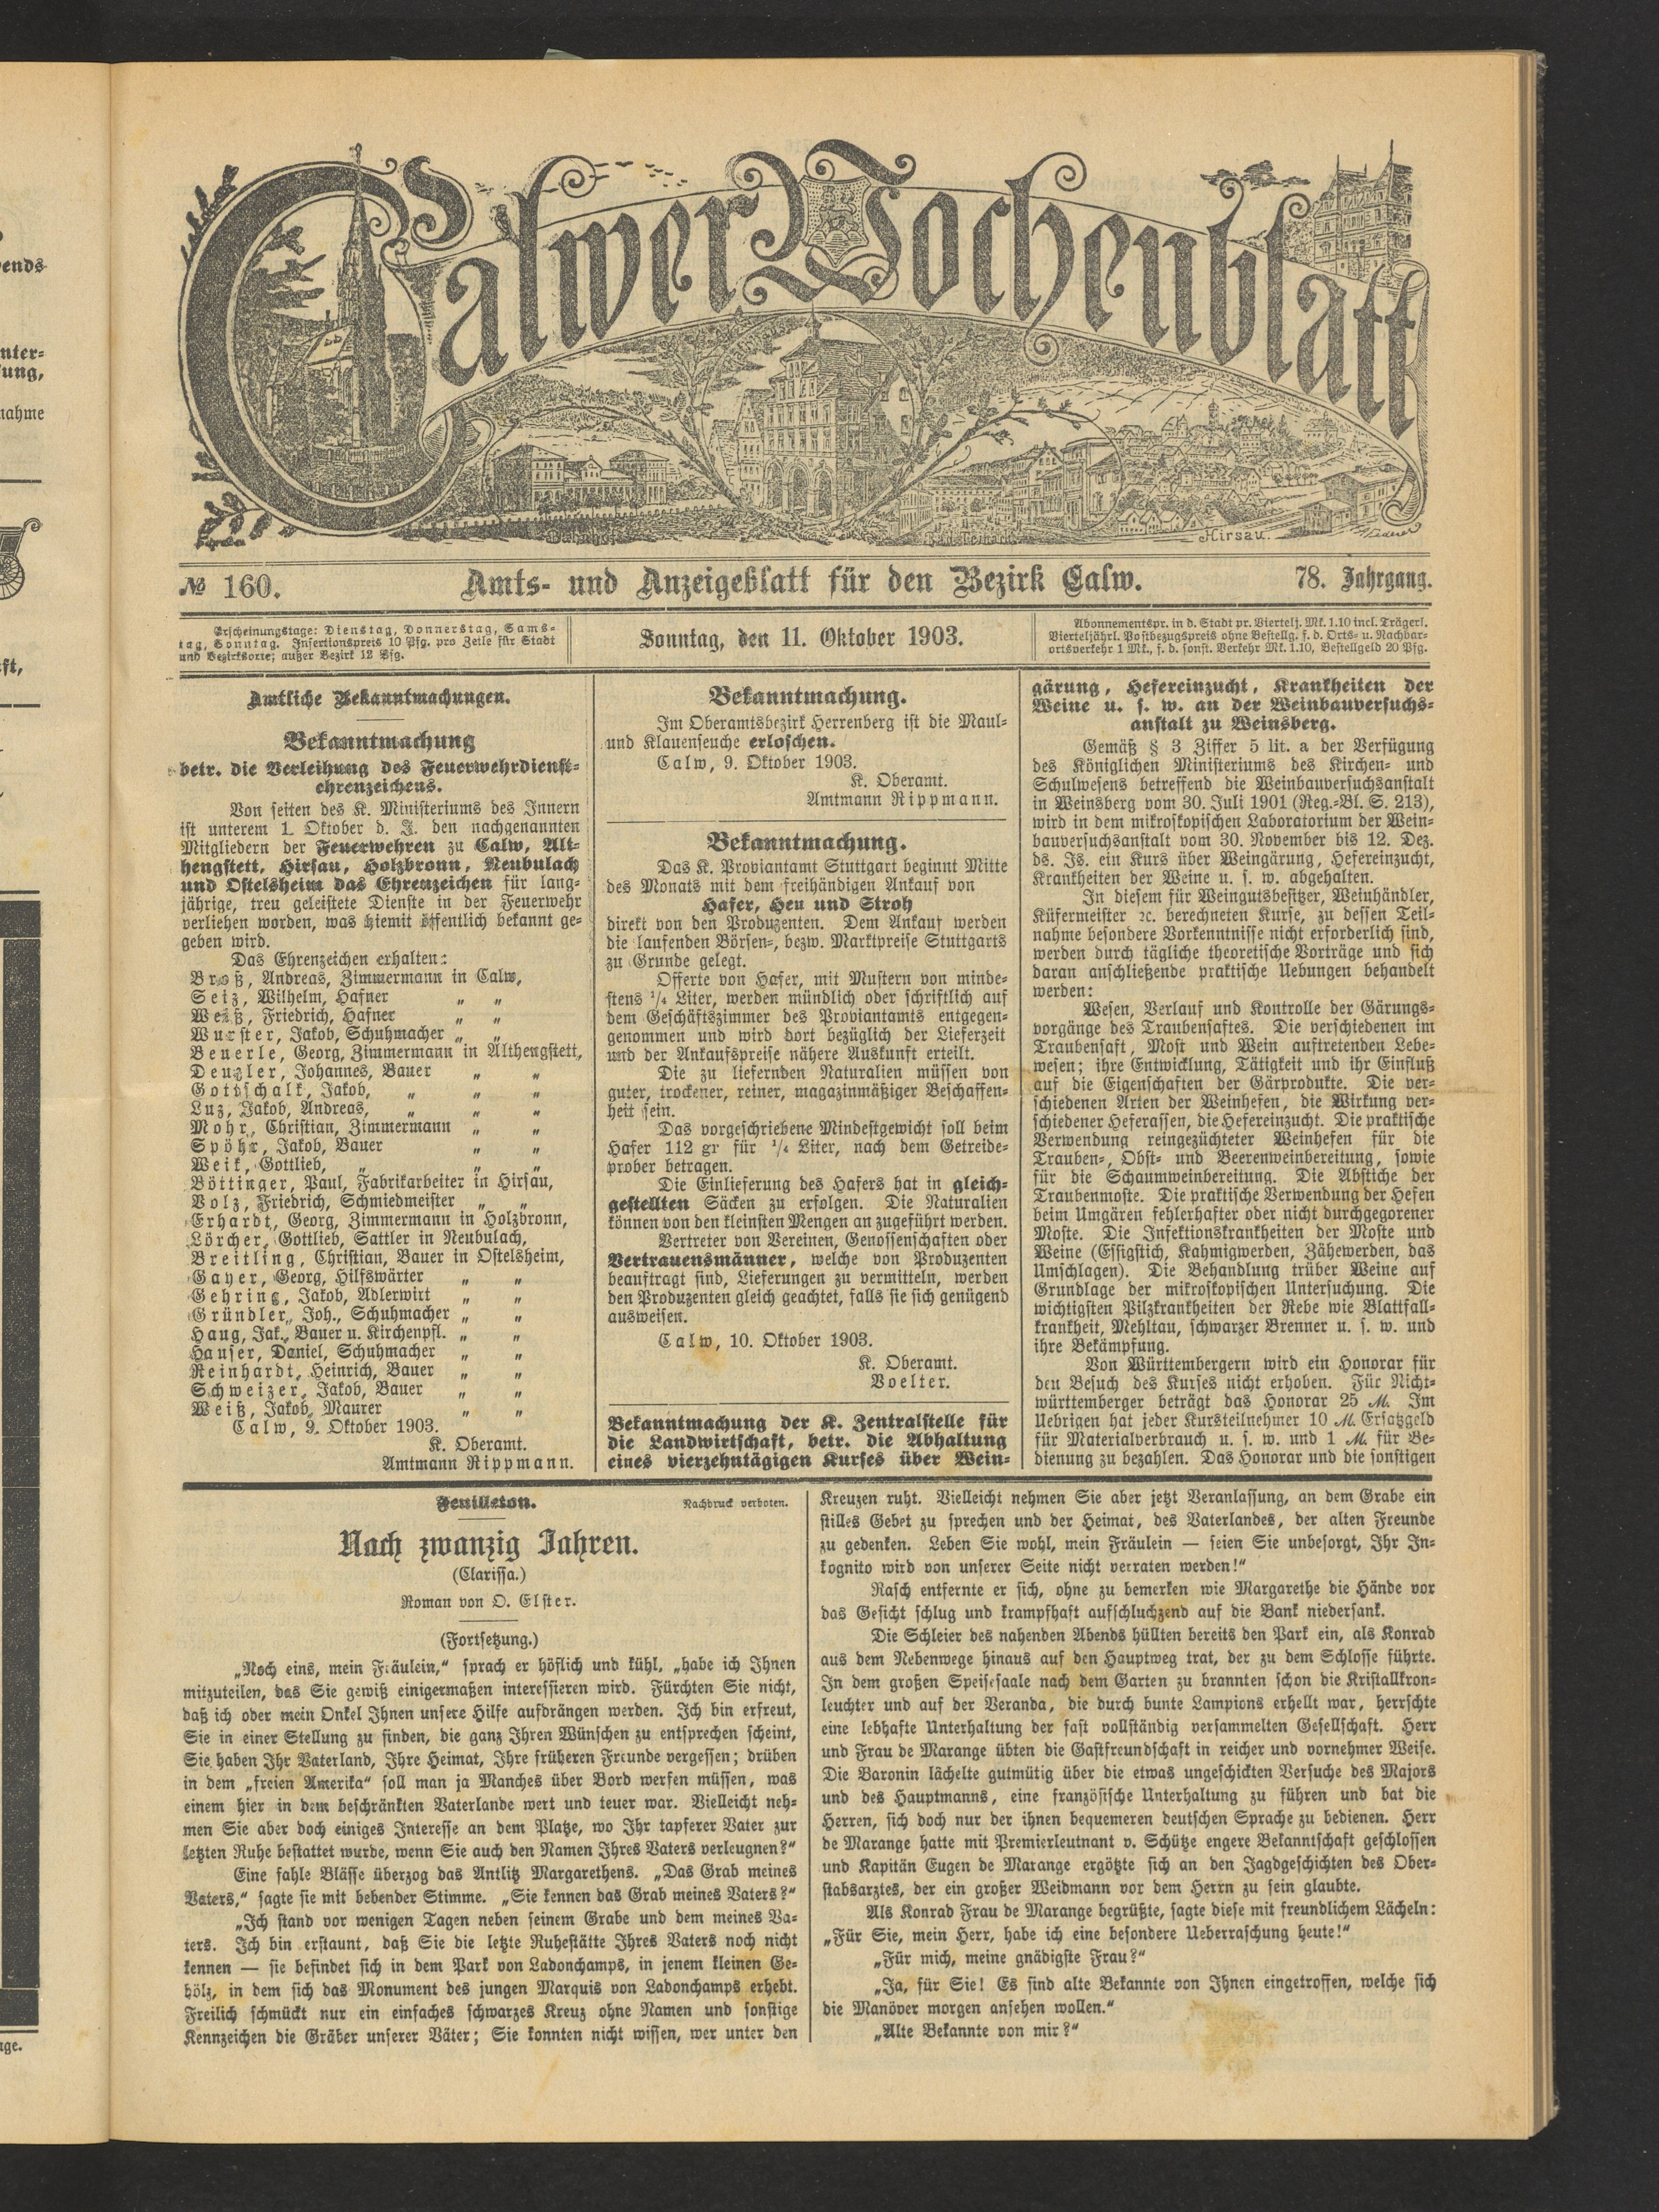 Calwer Wochenblatt
Bahnhof
Rathhaus
Bad Teinach
Hirsau.
№ 160.
Amts- und Anzeigeblatt für den Bezirk Calw.
78. Jahrgang.
Erscheinungstage: Dienstag, Donnerstag, Sams-
tag, Sonntag. Insertionspreis 10 Pfg. pro Zeile für Stadt
und Bezirksorte; außer Bezirk 12 Pfg.
Sonntag, den 11. Oktober 1903.
Abonnementspr. in d. Stadt pr. Viertelj. Mk. 1.10 incl. Trägerl.
Vierteljährl. Postbezugspreis ohne Bestellg. f. d. Orts- u. Nachbar-
ortsverkehr 1 Mk., f. d. sonst. Verkehr Mk. 1.10, Bestellgeld 20 Pfg.
Amtliche Bekanntmachungen.
Bekanntmachung
betr. die Verleihung des Feuerwehrdienst-
ehrenzeichens.
Von seiten des K. Ministeriums des Innern
ist unterem 1. Oktober d. J. den nachgenannten
Mitgliedern der Feuerwehren zu Calw, Alt-
hengstett, Hirsau, Holzbronn, Neubulach
und Ostelsheim das Ehrenzeichen für lang-
jährige, treu geleistete Dienste in der Feuerwehr
verliehen worden, was hiemit öffentlich bekannt ge-
geben wird.
Das Ehrenzeichen erhalten:
Broß, Andreas, Zimmermann in Calw,
Seiz, Wilhelm, Hafner „ „
Weiß, Friedrich, Hafner „ „
Wurster, Jakob, Schuhmacher „ „
Beuerle, Georg, Zimmermann in Althengstett,
Deugler, Johannes, Bauer „ „
Gottschalk, Jakob, „ „ „
Luz, Jakob, Andreas, „ „ „
Mohr, Christian, Zimmermann „ „
Spöhr, Jakob, Bauer „ „
Weik, Gottlieb, „ „ „
Böttinger, Paul, Fabrikarbeiter in Hirsau,
Volz, Friedrich, Schmiedmeister „ „
Erhardt, Georg, Zimmermann in Holzbronn,
Lörcher, Gottlieb, Sattler in Neubulach,
Breitling, Christian, Bauer in Ostelsheim,
Gayer, Georg, Hilfswärter „ „
Gehring, Jakob, Adlerwirt „ „
Gründler, Joh., Schuhmacher „ „
Haug, Jak., Bauer u. Kirchenpfl. „ „
Hauser, Daniel, Schuhmacher „ „
Reinhardt, Heinrich, Bauer „ „
Schweizer, Jakob, Bauer „ „
Weiß, Jakob, Maurer „ „
Calw, 9. Oktober 1903.
K. Oberamt.
Amtmann Rippmann.
Bekanntmachung.
Im Oberamtsbezirk Herrenberg ist die Maul-
und Klauenseuche erloschen.
Calw, 9. Oktober 1903.
K. Oberamt.
Amtmann Rippmann.
Bekanntmachung.
Das K. Proviantamt Stuttgart beginnt Mitte
des Monats mit dem freihändigen Ankauf von
Hafer, Heu und Stroh
direkt von den Produzenten. Dem Ankauf werden
die laufenden Börsen-, bezw. Marktpreise Stuttgarts
zu Grunde gelegt.
Offerte von Hafer, mit Mustern von minde-
stens ¼ Liter, werden mündlich oder schriftlich auf
dem Geschäftszimmer des Proviantamts entgegen-
genommen und wird dort bezüglich der Lieferzeit
und der Ankaufspreise nähere Auskunft erteilt.
Die zu liefernden Naturalien müssen von
guter, trockener, reiner, magazinmäßiger Beschaffen-
heit sein.
Das vorgeschriebene Mindestgewicht soll beim
Hafer 112 gr für ¼ Liter, nach dem Getreide-
prober betragen.
Die Einlieferung des Hafers hat in gleich-
gestellten Säcken zu erfolgen. Die Naturalien
können von den kleinsten Mengen an zugeführt werden.
Vertreter von Vereinen, Genossenschaften oder
Vertrauensmänner, welche von Produzenten
beauftragt sind, Lieferungen zu vermitteln, werden
den Produzenten gleich geachtet, falls sie sich genügend
ausweisen.
Calw, 10. Oktober 1903.
K. Oberamt.
Voelter.
Bekanntmachung der K. Zentralstelle für
die Landwirtschaft, betr. die Abhaltung
eines vierzehntägigen Kurses über Wein-
gärung, Hefereinzucht, Krankheiten der
Weine u. s. w. an der Weinbauversuchs-
anstalt zu Weinsberg.
Gemäß § 3 Ziffer 5 lit. a der Verfügung
des Königlichen Ministeriums des Kirchen- und
Schulwesens betreffend die Weinbauversuchsanstalt
in Weinsberg vom 30. Juli 1901 (Reg.-Bl. S. 213),
wird in dem mikroskopischen Laboratorium der Wein-
bauversuchsanstalt vom 30. November bis 12. Dez.
ds. Js. ein Kurs über Weingärung, Hefereinzucht,
Krankheiten der Weine u. s. w. abgehalten.
In diesem für Weingutsbesitzer, Weinhändler,
Küfermeister ꝛc. berechneten Kurse, zu dessen Teil-
nahme besondere Vorkenntnisse nicht erforderlich sind,
werden durch tägliche theoretische Vorträge und sich
daran anschließende praktische Uebungen behandelt
werden:
Wesen, Verlauf und Kontrolle der Gärungs-
vorgänge des Traubensaftes. Die verschiedenen im
Traubensaft, Most und Wein auftretenden Lebe-
wesen; ihre Entwicklung, Tätigkeit und ihr Einfluß
auf die Eigenschaften der Gärprodukte. Die ver-
schiedenen Arten der Weinhefen, die Wirkung ver-
schiedener Heferassen, die Hefereinzucht. Die praktische
Verwendung reingezüchteter Weinhefen für die
Trauben-, Obst- und Beerenweinbereitung, sowie
für die Schaumweinbereitung. Die Abstiche der
Traubenmoste. Die praktische Verwendung der Hefen
beim Umgären fehlerhafter oder nicht durchgegorener
Moste. Die Infektionskrankheiten der Moste und
Weine (Essigstich, Kahmigwerden, Zähewerden, das
Umschlagen). Die Behandlung trüber Weine auf
Grundlage der mikroskopischen Untersuchung. Die
wichtigsten Pilzkrankheiten der Rebe wie Blattfall-
krankheit, Mehltau, schwarzer Brenner u. s. w. und
ihre Bekämpfung.
Von Württembergern wird ein Honorar für
den Besuch des Kurses nicht erhoben. Für Nicht-
württemberger beträgt das Honorar 25 M. Im
Uebrigen hat jeder Kursteilnehmer 10 M. Ersatzgeld
für Materialverbrauch u. s. w. und 1 M. für Be-
dienung zu bezahlen. Das Honorar und die sonstigen
Feuilleton.
Nachdruck verboten.
Nach zwanzig Jahren.
(Clarissa.)
Roman von O. Elster.
(Fortsetzung.)
„Noch eins, mein Fräulein,“ sprach er höflich und kühl, „habe ich Ihnen
mitzuteilen, das Sie gewiß einigermaßen interessieren wird. Fürchten Sie nicht,
daß ich oder mein Onkel Ihnen unsere Hilfe aufdrängen werden. Ich bin erfreut,
Sie in einer Stellung zu finden, die ganz Ihren Wünschen zu entsprechen scheint,
Sie haben Ihr Vaterland, Ihre Heimat, Ihre früheren Freunde vergessen; drüben
in dem „freien Amerika“ soll man ja Manches über Bord werfen müssen, was
einem hier in dem beschränkten Vaterlande wert und teuer war. Vielleicht neh-
men Sie aber doch einiges Interesse an dem Platze, wo Ihr tapferer Vater zur
letzten Ruhe bestattet wurde, wenn Sie auch den Namen Ihres Vaters verleugnen?“
Eine fahle Blässe überzog das Antlitz Margarethens. „Das Grab meines
Vaters,“ sagte sie mit bebender Stimme. „Sie kennen das Grab meines Vaters?“
„Ich stand vor wenigen Tagen neben seinem Grabe und dem meines Va-
ters. Ich bin erstaunt, daß Sie die letzte Ruhestätte Ihres Vaters noch nicht
kennen — sie befindet sich in dem Park von Ladonchamps, in jenem kleinen Ge-
hölz, in dem sich das Monument des jungen Marquis von Ladonchamps erhebt.
Freilich schmückt nur ein einfaches schwarzes Kreuz ohne Namen und sonstige
Kennzeichen die Gräber unserer Väter; Sie konnten nicht wissen, wer unter den
Kreuzen ruht. Vielleicht nehmen Sie aber jetzt Veranlassung, an dem Grabe ein
stilles Gebet zu sprechen und der Heimat, des Vaterlandes, der alten Freunde
zu gedenken. Leben Sie wohl, mein Fräulein — seien Sie unbesorgt, Ihr In-
kognito wird von unserer Seite nicht verraten werden!“
Rasch entfernte er sich, ohne zu bemerken wie Margarethe die Hände vor
das Gesicht schlug und krampfhaft aufschluchzend auf die Bank niedersank.
Die Schleier des nahenden Abends hüllten bereits den Park ein, als Konrad
aus dem Nebenwege hinaus auf den Hauptweg trat, der zu dem Schlosse führte.
In dem großen Speisesaale nach dem Garten zu brannten schon die Kristallkron-
leuchter und auf der Veranda, die durch bunte Lampions erhellt war, herrschte
eine lebhafte Unterhaltung der fast vollständig versammelten Gesellschaft. Herr
und Frau de Marange übten die Gastfreundschaft in reicher und vornehmer Weise.
Die Baronin lächelte gutmütig über die etwas ungeschickten Versuche des Majors
und des Hauptmanns, eine französische Unterhaltung zu führen und bat die
Herren, sich doch nur der ihnen bequemeren deutschen Sprache zu bedienen. Herr
de Marange hatte mit Premierleutnant v. Schütze engere Bekanntschaft geschlossen
und Kapitän Eugen de Marange ergötzte sich an den Jagdgeschichten des Ober-
stabsarztes, der ein großer Weidmann vor dem Herrn zu sein glaubte.
Als Konrad Frau de Marange begrüßte, sagte diese mit freundlichem Lächeln:
„Für Sie, mein Herr, habe ich eine besondere Ueberraschung heute!“
„Für mich, meine gnädigste Frau?“
„Ja, für Sie! Es sind alte Bekannte von Ihnen eingetroffen, welche sich
die Manöver morgen ansehen wollen.“
„Alte Bekannte von mir?“